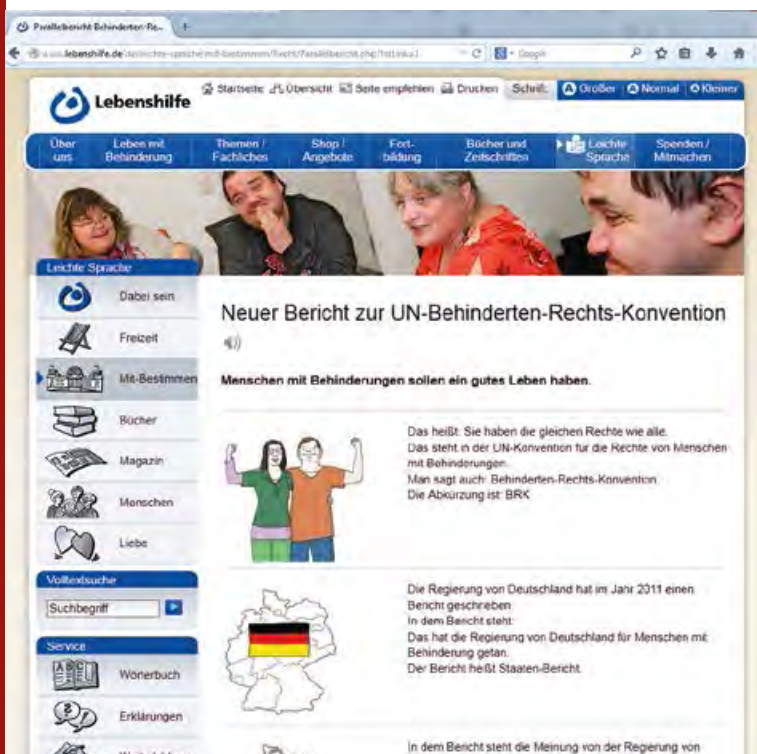 Parallelbericht Behinderten-Re...
www.lebenshilfe.de
Google
Lebenshilfe
Startseite Übersicht Seite empfehlen Drucken Schrift: A Größer A Normal A Kleiner
Über uns
Leben mit Behinderung
Themen / Fachliches
Shop / Angebote
Fort-bildung
Bücher und Zeitschriften
Leichte Sprache
Spenden / Mitmachen
Leichte Sprache
Dabei sein
Freizeit
Mit-Bestimmen
Bücher
Magazin
Menschen
Liebe
Volltextsuche
Suchbegriff
Service
ABC
Wörterbuch
Erklärungen
Neuer Bericht zur UN-Behinderten-Rechts-Konvention
Menschen mit Behinderungen sollen ein gutes Leben haben.
Das heißt: Sie haben die gleichen Rechte wie alle.
Das steht in der UN-Konvention für die Rechte von Menschen
mit Behinderungen.
Man sagt auch: Behinderten-Rechts-Konvention
Die Abkürzung ist: BRK
Die Regierung von Deutschland hat im Jahr 2011 einen
Bericht geschrieben.
In dem Bericht steht:
Das hat die Regierung von Deutschland für Menschen mit
Behinderung getan.
Der Bericht heißt Staaten-Bericht.
In dem Bericht steht die Meinung von der Regierung von